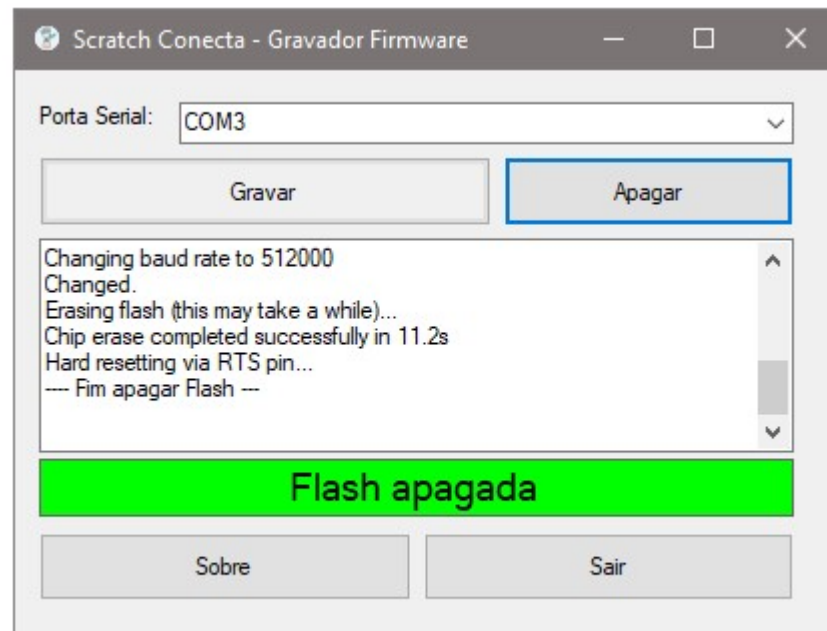 Scratch Conecta - Gravador Firmware
Porta Serial: COM3
Gravar Apagar
Changing baud rate to 512000
Changed.
Erasing flash (this may take a while)...
Chip erase completed successfully in 11.2s
Hard resetting via RTS pin...
---- Fim apagar Flash ---
Flash apagada
Sobre Sair